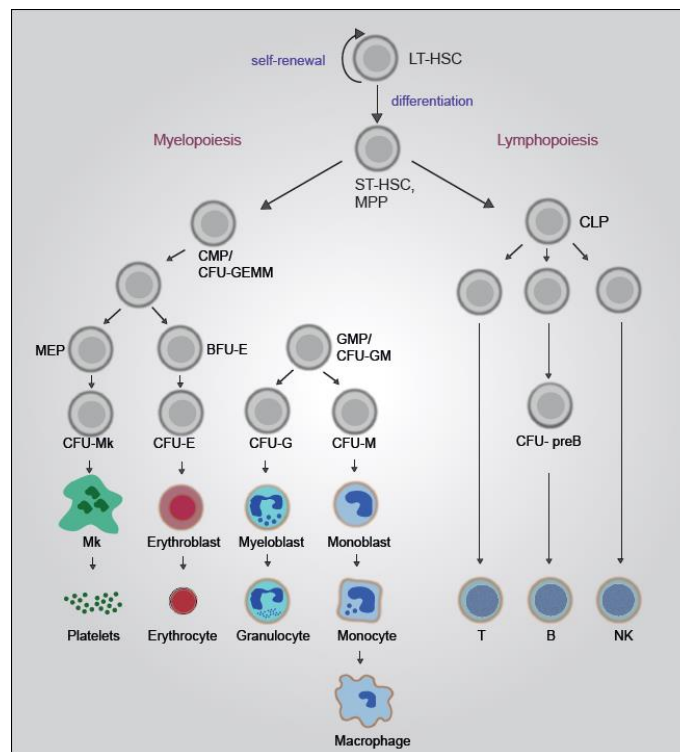 self-renewal
LT-HSC
differentiation
Myelopoiesis
Lymphopoiesis
ST-HSC,
MPP
CLP
CMP/
CFU-GEMM
MEP
BFU-E
GMP/
CFU-GM
CFU-Mk
CFU-E
CFU-G
CFU-M
CFU- preB
Mk
Erythroblast
Myeloblast
Monoblast
Platelets
Erythrocyte
Granulocyte
Monocyte
T
B
NK
Macrophage